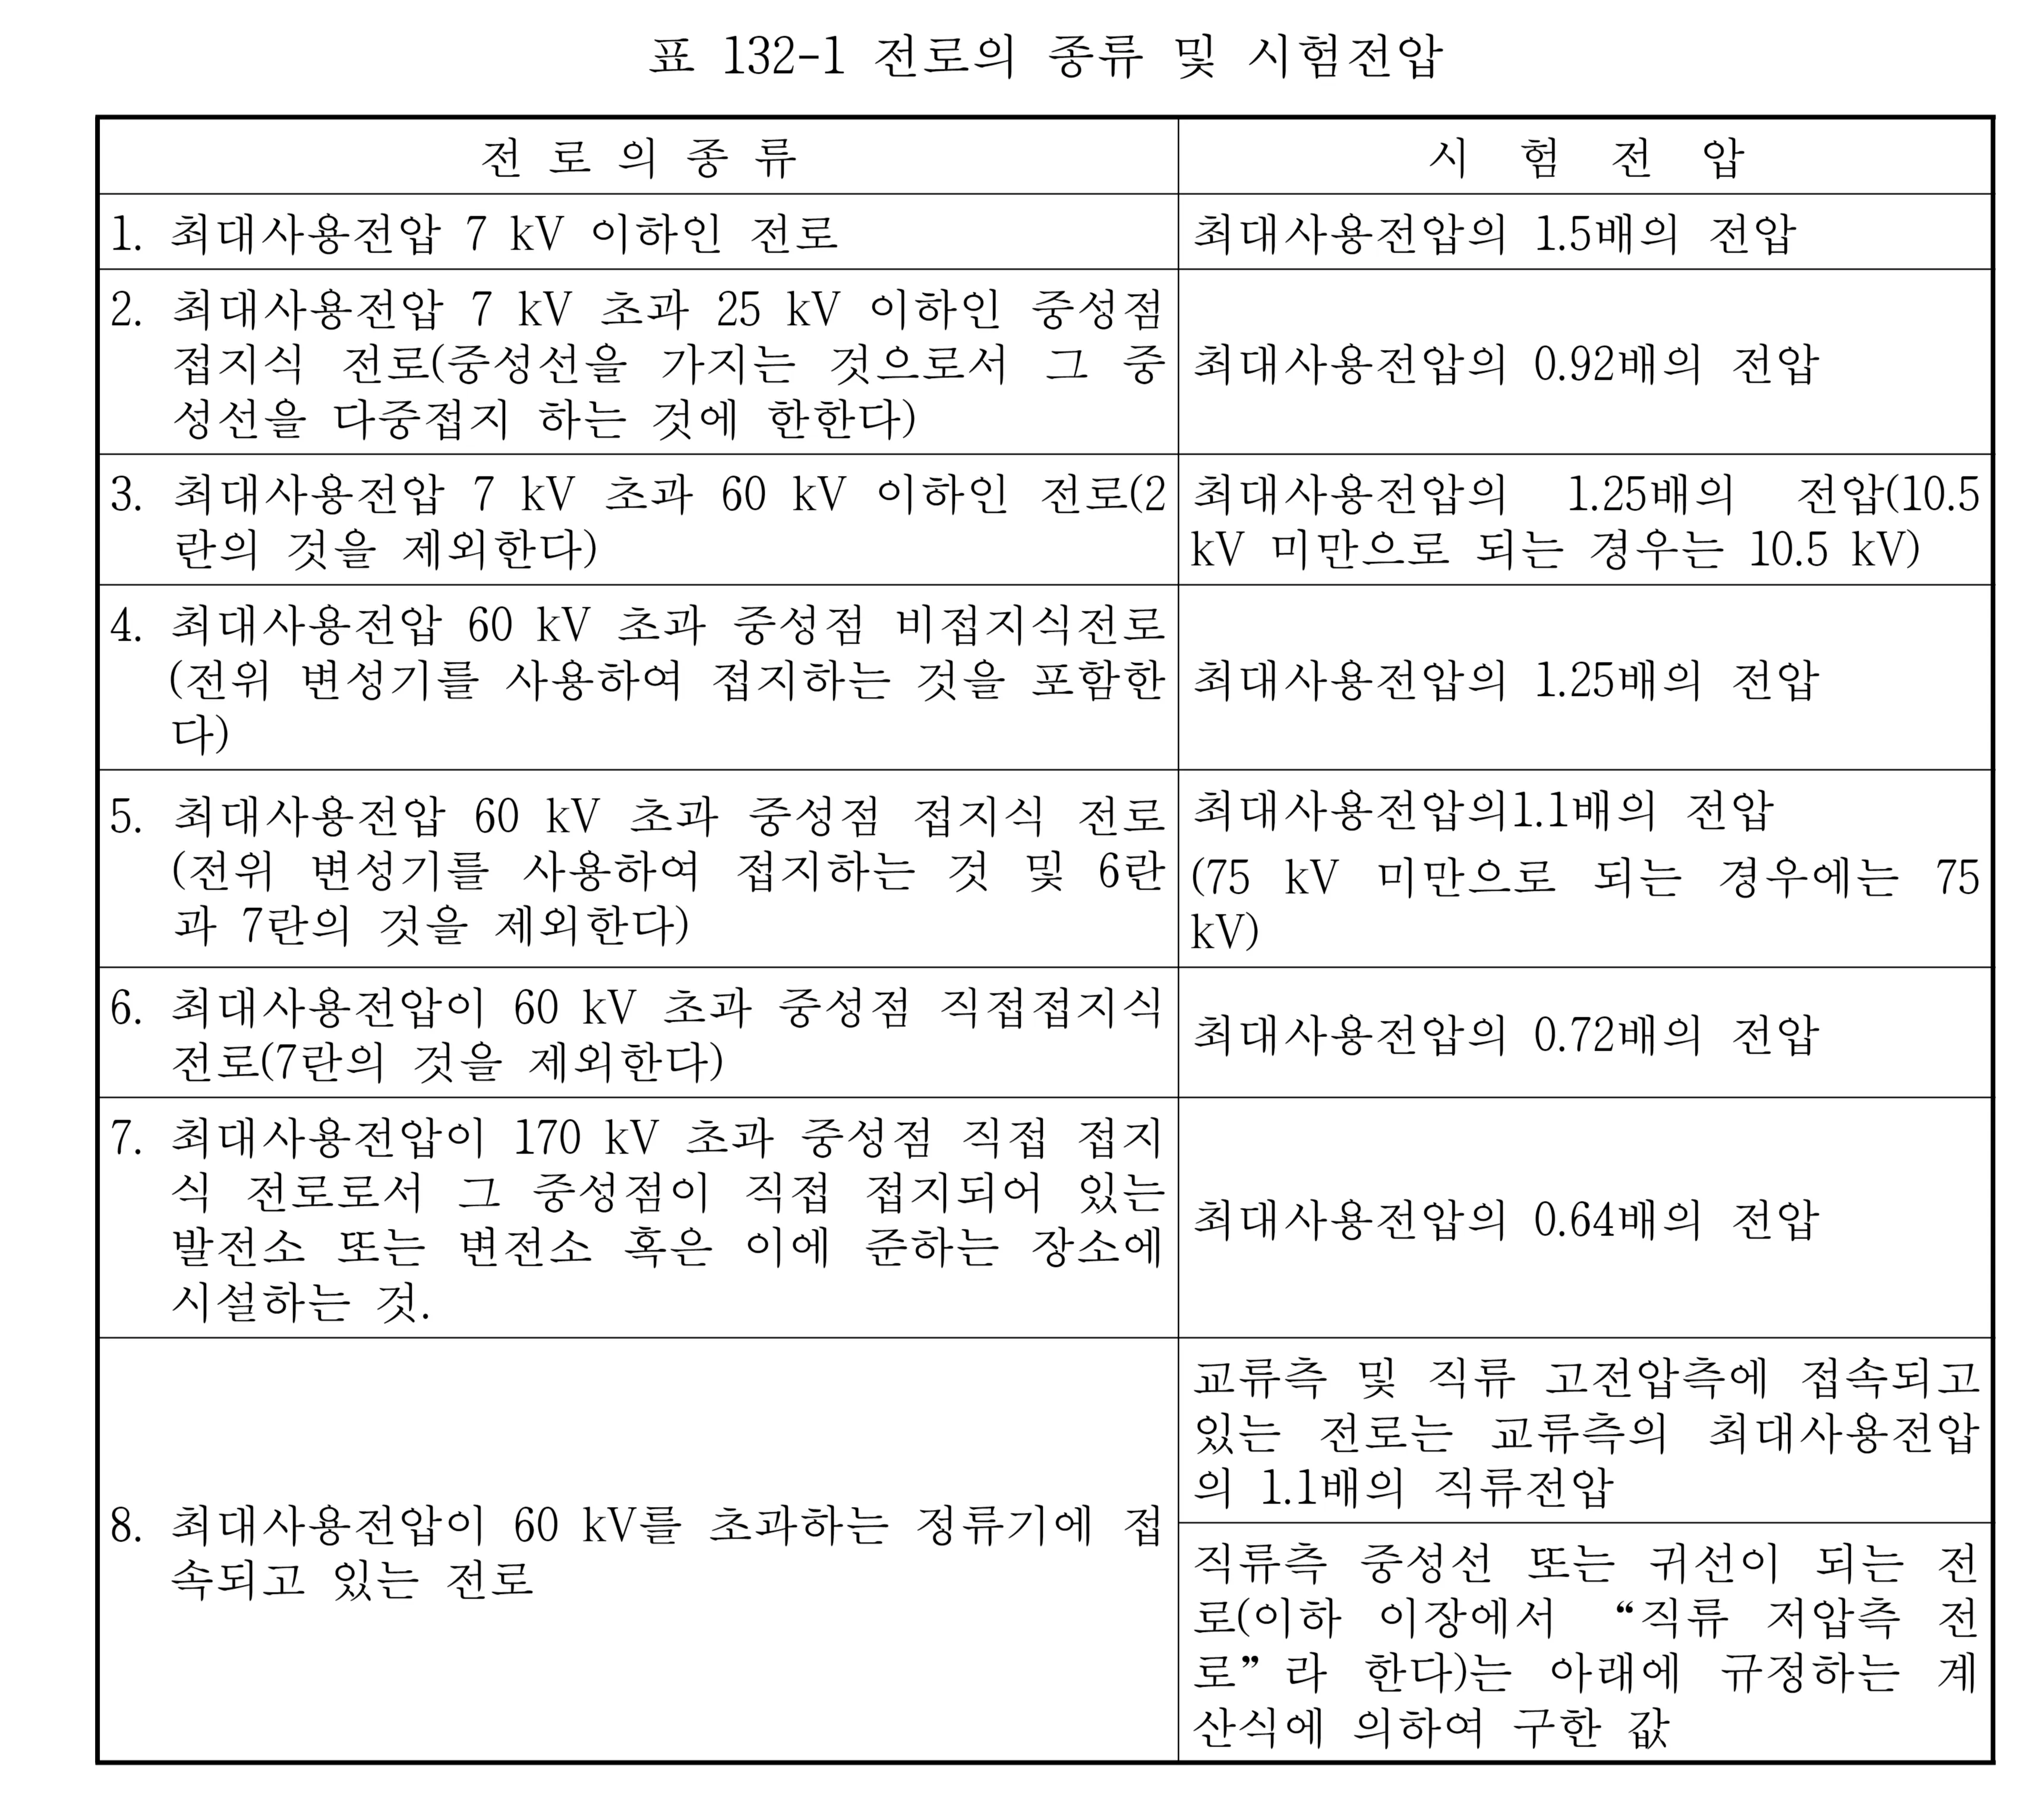 표 132-1 전로의 종류 및 시험전압
전 로 의 종 류
시 험 전 압
1. 최대사용전압 7 kV 이하인 전로
최대사용전압의 1.5배의 전압
2. 최대사용전압 7 kV 초과 25 kV 이하인 중성점
접지식 전로(중성선을 가지는 것으로서 그 중
성선을 다중접지 하는 것에 한한다)
최대사용전압의 0.92배의 전압
3. 최대사용전압 7 kV 초과 60 kV 이하인 전로(2
란의 것을 제외한다)
최대사용전압의 1.25배의 전압(10.5
kV 미만으로 되는 경우는 10.5 kV)
4. 최대사용전압 60 kV 초과 중성점 비접지식전로
(전위 변성기를 사용하여 접지하는 것을 포함한
다)
최대사용전압의 1.25배의 전압
5. 최대사용전압 60 kV 초과 중성점 접지식 전로
(전위 변성기를 사용하여 접지하는 것 및 6란
과 7란의 것을 제외한다)
최대사용전압의1.1배의 전압
(75 kV 미만으로 되는 경우에는 75
kV)
6. 최대사용전압이 60 kV 초과 중성점 직접접지식
전로(7란의 것을 제외한다)
최대사용전압의 0.72배의 전압
7. 최대사용전압이 170 kV 초과 중성점 직접 접지
식 전로로서 그 중성점이 직접 접지되어 있는
발전소 또는 변전소 혹은 이에 준하는 장소에
시설하는 것.
최대사용전압의 0.64배의 전압
8. 최대사용전압이 60 kV를 초과하는 정류기에 접
속되고 있는 전로
교류측 및 직류 고전압측에 접속되고
있는 전로는 교류측의 최대사용전압
의 1.1배의 직류전압
직류측 중성선 또는 귀선이 되는 전
로(이하 이장에서 “직류 저압측 전
로”라 한다)는 아래에 규정하는 계
산식에 의하여 구한 값